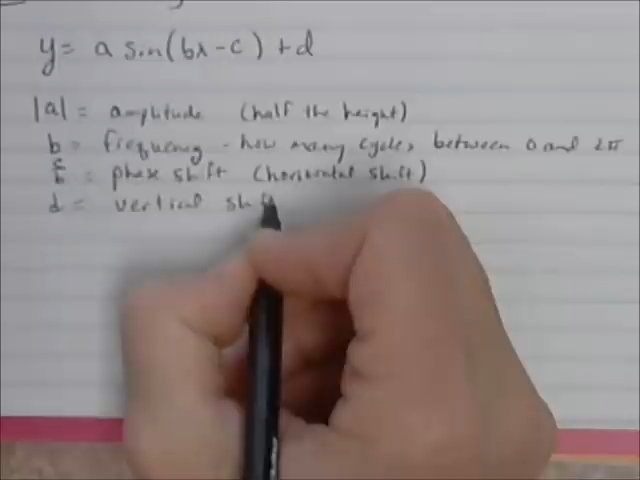 y = a sin(bx - c) + d
|a| = amplitude (half the height)
b = frequency - how many cycles between 0 and 2π
c/b = phase shift (horizontal shift)
d = vertical shif